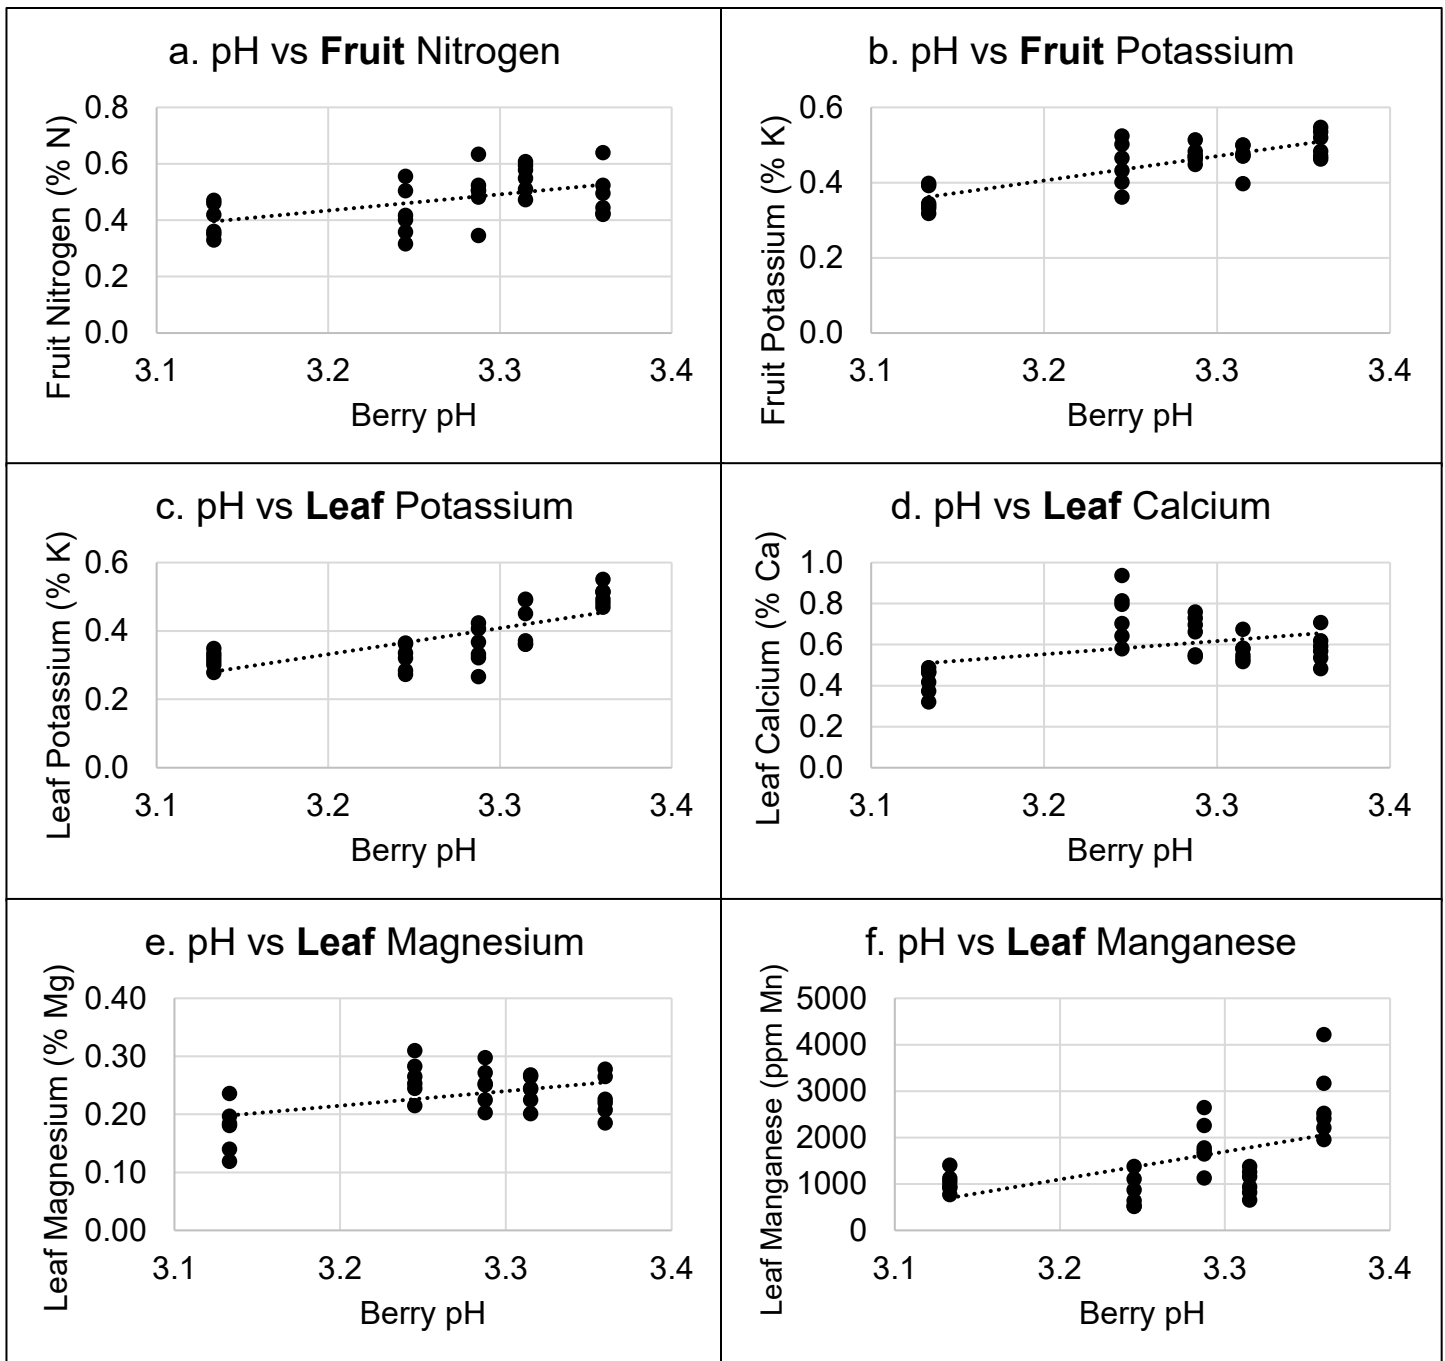 a. pH vs Fruit Nitrogen
Fruit Nitrogen (% N)
0.8
0.6
0.4
0.2
0.0
3.1 3.2 3.3 3.4
Berry pH
b. pH vs Fruit Potassium
Fruit Potassium (% K)
0.6
0.4
0.2
0.0
3.1 3.2 3.3 3.4
Berry pH
c. pH vs Leaf Potassium
Leaf Potassium (% K)
0.6
0.4
0.2
0.0
3.1 3.2 3.3 3.4
Berry pH
d. pH vs Leaf Calcium
Leaf Calcium (% Ca)
1.0
0.8
0.6
0.4
0.2
0.0
3.1 3.2 3.3 3.4
Berry pH
e. pH vs Leaf Magnesium
Leaf Magnesium (% Mg)
0.40
0.30
0.20
0.10
0.00
3.1 3.2 3.3 3.4
Berry pH
f. pH vs Leaf Manganese
Leaf Manganese (ppm Mn)
5000
4000
3000
2000
1000
0
3.1 3.2 3.3 3.4
Berry pH